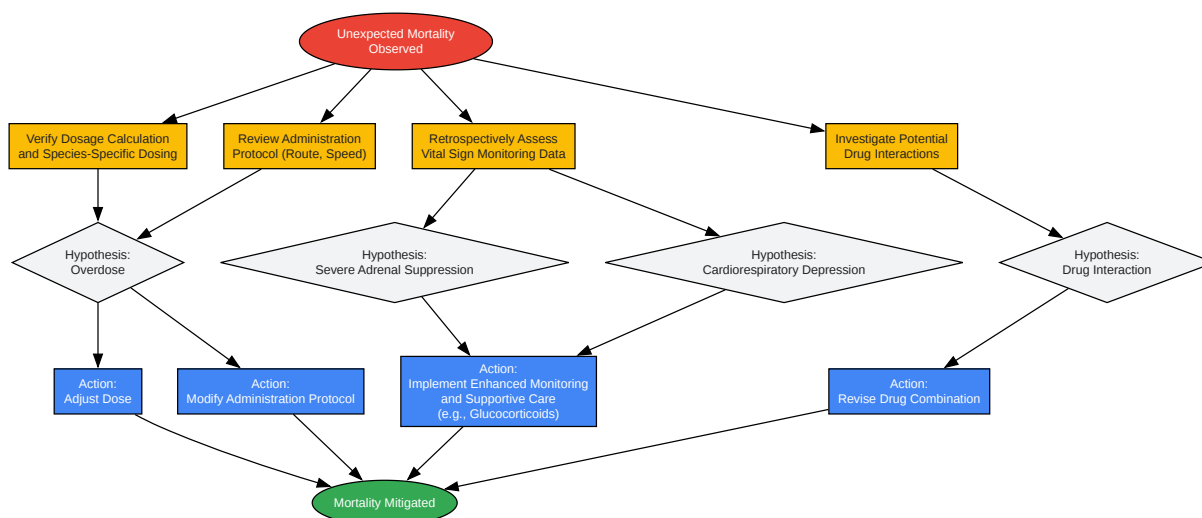 Unexpected Mortality
Observed
Verify Dosage Calculation
and Species-Specific Dosing
Review Administration
Protocol (Route, Speed)
Retrospectively Assess
Vital Sign Monitoring Data
Investigate Potential
Drug Interactions
Hypothesis:
Overdose
Hypothesis:
Severe Adrenal Suppression
Hypothesis:
Cardiorespiratory Depression
Hypothesis:
Drug Interaction
Action:
Adjust Dose
Action:
Modify Administration Protocol
Action:
Implement Enhanced Monitoring
and Supportive Care
(e.g., Glucocorticoids)
Action:
Revise Drug Combination
Mortality Mitigated